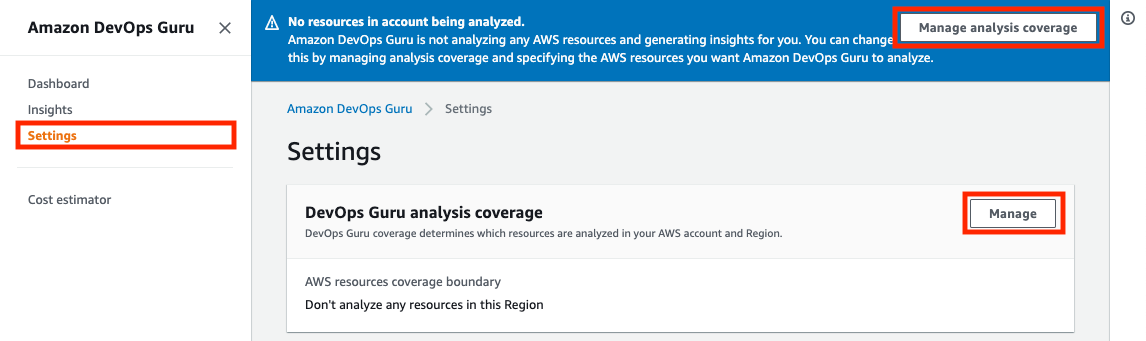 Amazon DevOps Guru
Dashboard
Insights
Settings
Cost estimator
No resources in account being analyzed.
Amazon DevOps Guru is not analyzing any AWS resources and generating insights for you. You can change
this by managing analysis coverage and specifying the AWS resources you want Amazon DevOps Guru to analyze.
Manage analysis coverage
Amazon DevOps Guru > Settings
Settings
DevOps Guru analysis coverage
DevOps Guru coverage determines which resources are analyzed in your AWS account and Region.
Manage
AWS resources coverage boundary
Don't analyze any resources in this Region